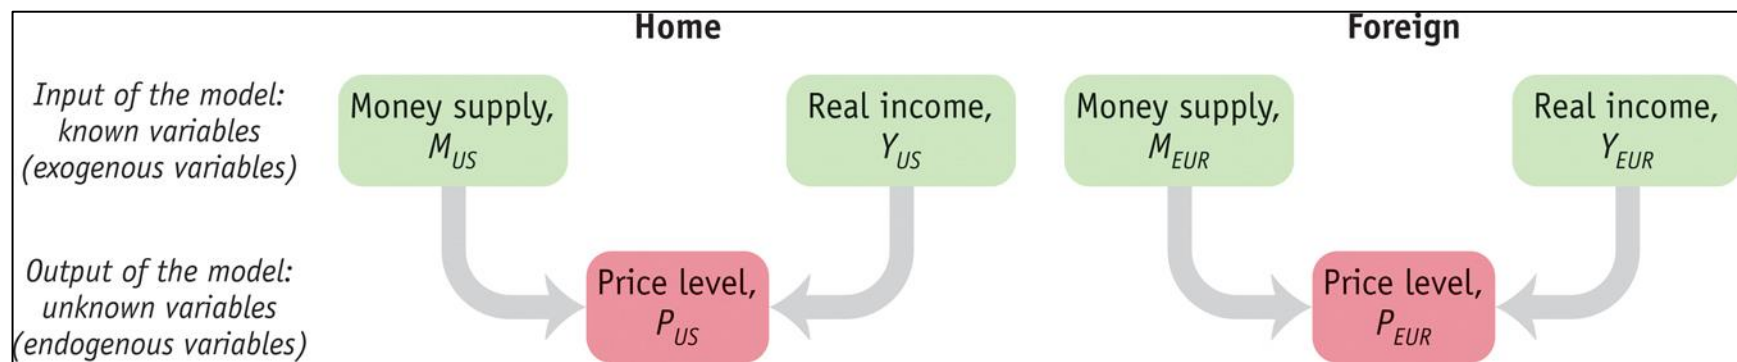 Home
Foreign
Input of the model:
known variables
(exogenous variables)
Money supply,
M_US
Real income,
Y_US
Money supply,
M_EUR
Real income,
Y_EUR
Output of the model:
unknown variables
(endogenous variables)
Price level,
P_US
Price level,
P_EUR